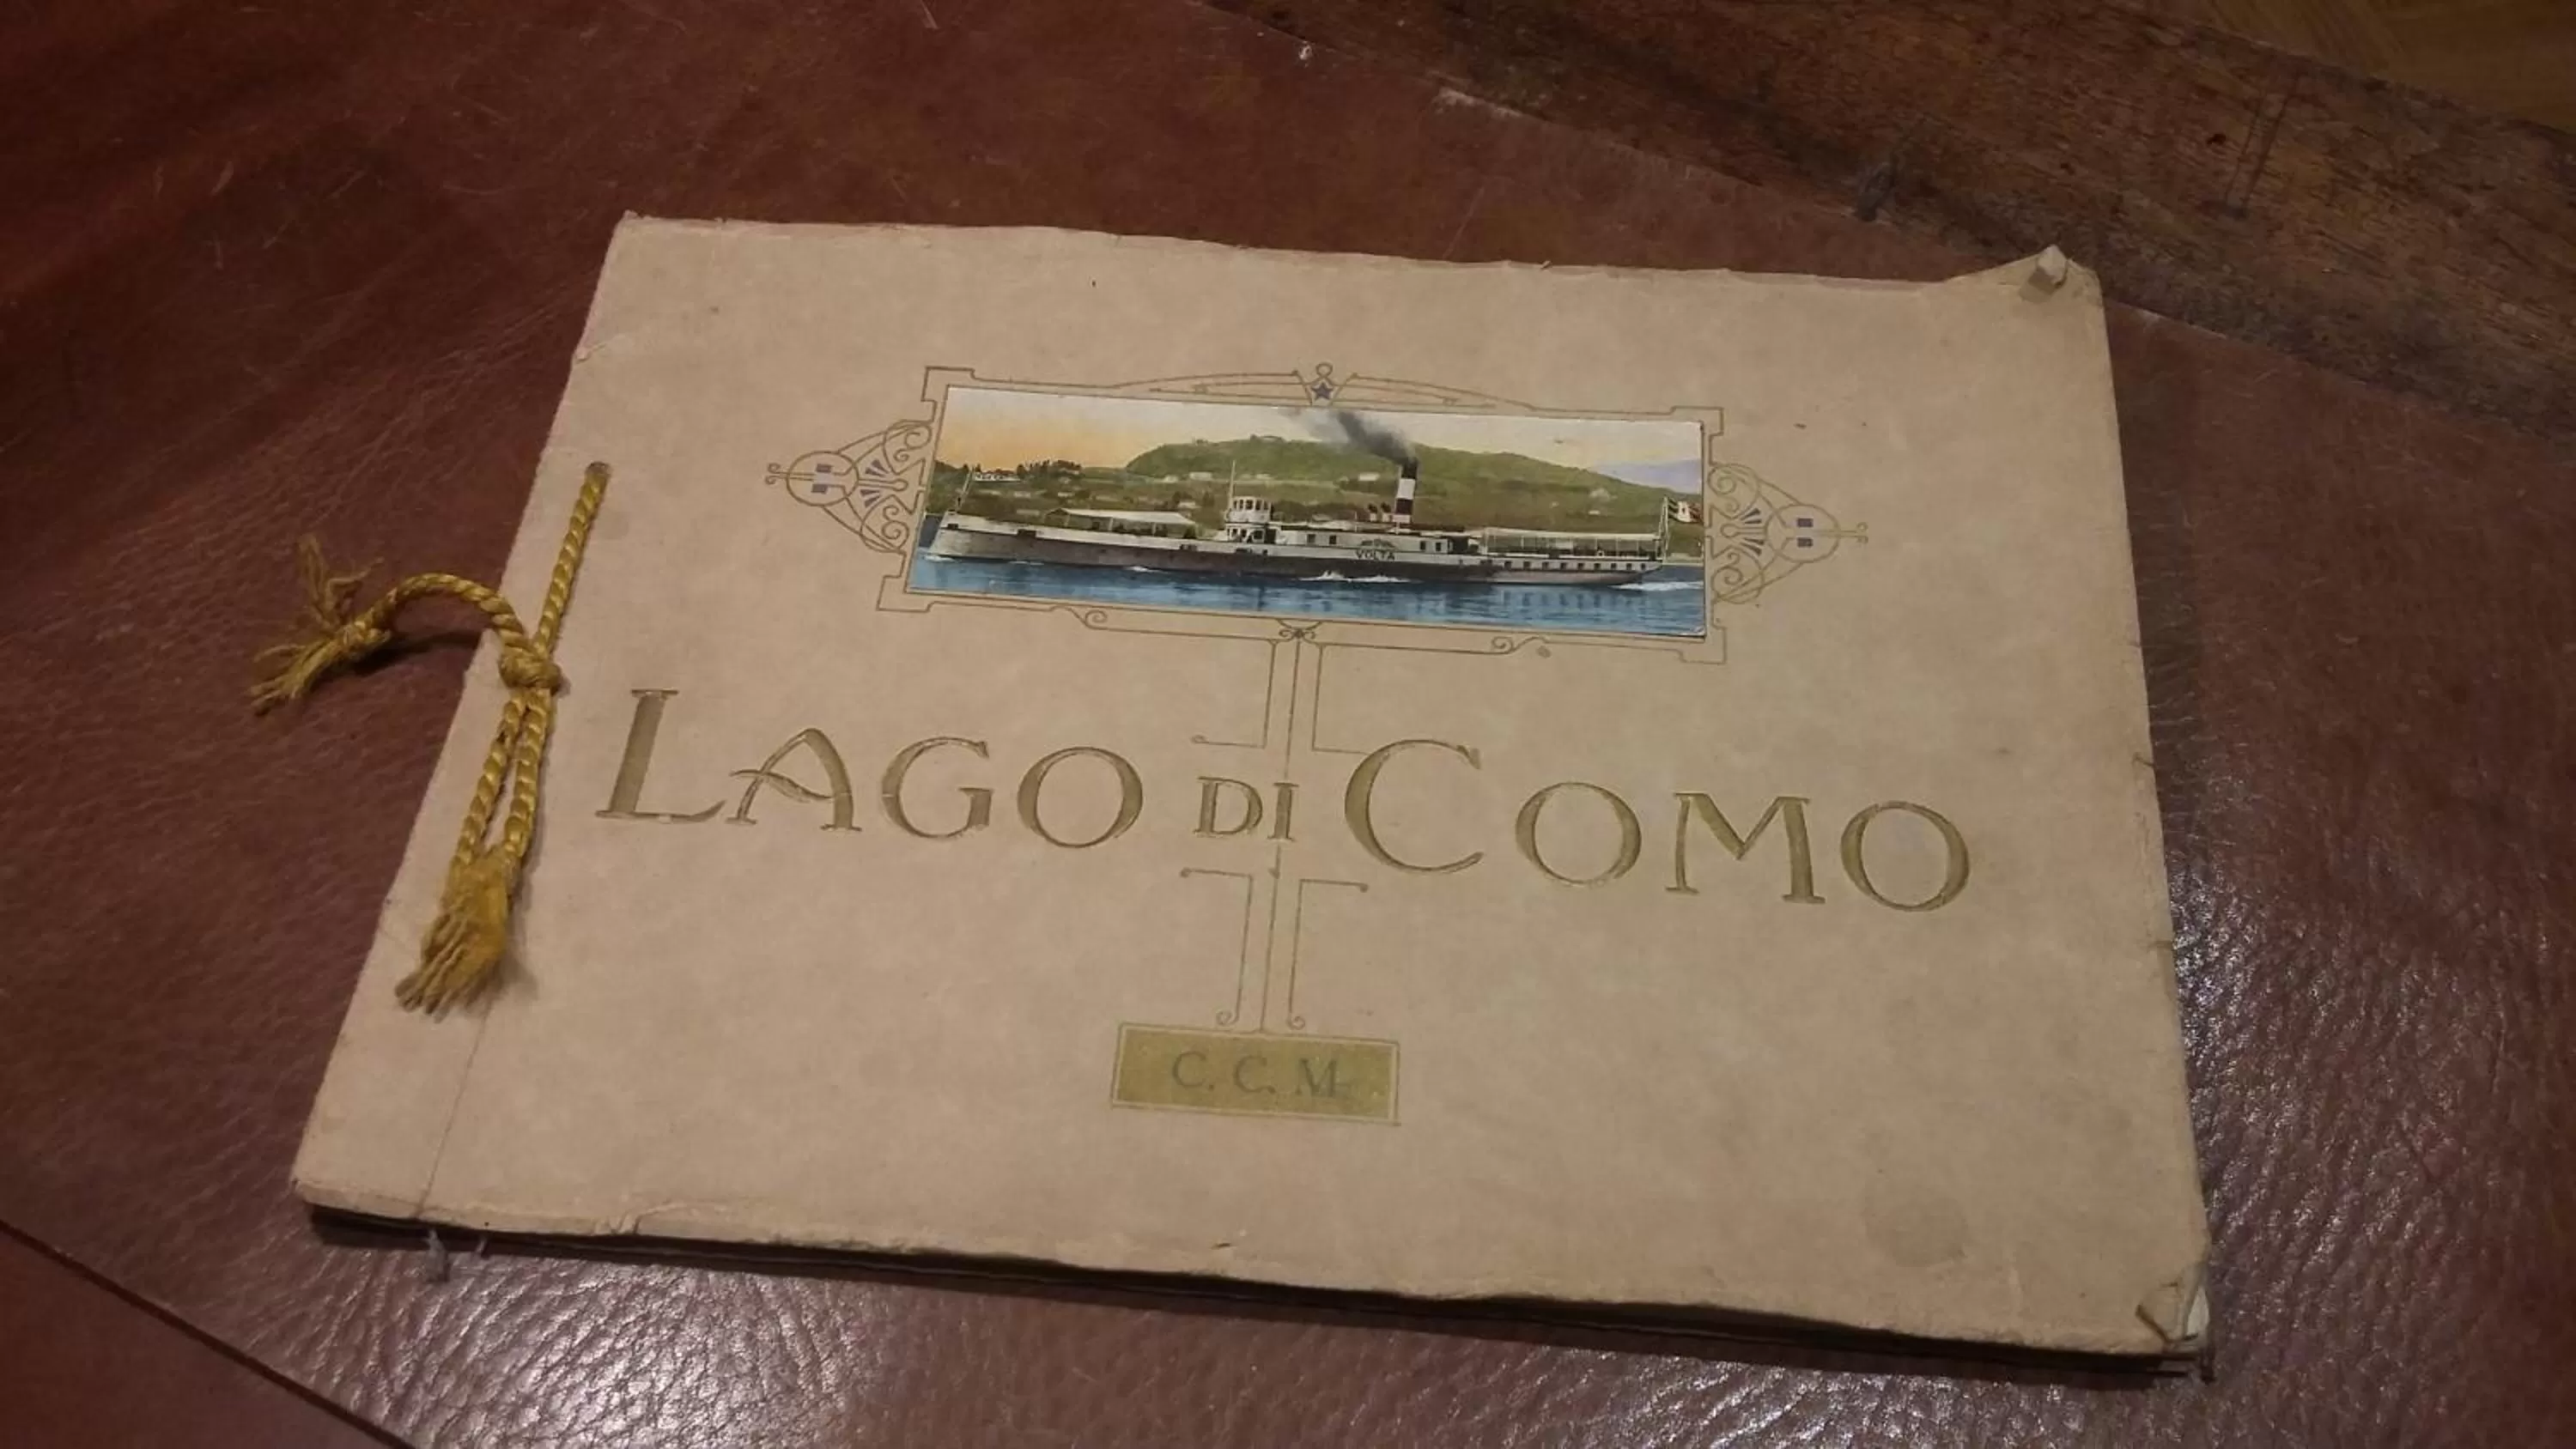 VOLTA
LAGO DI COMO
C. C. M.